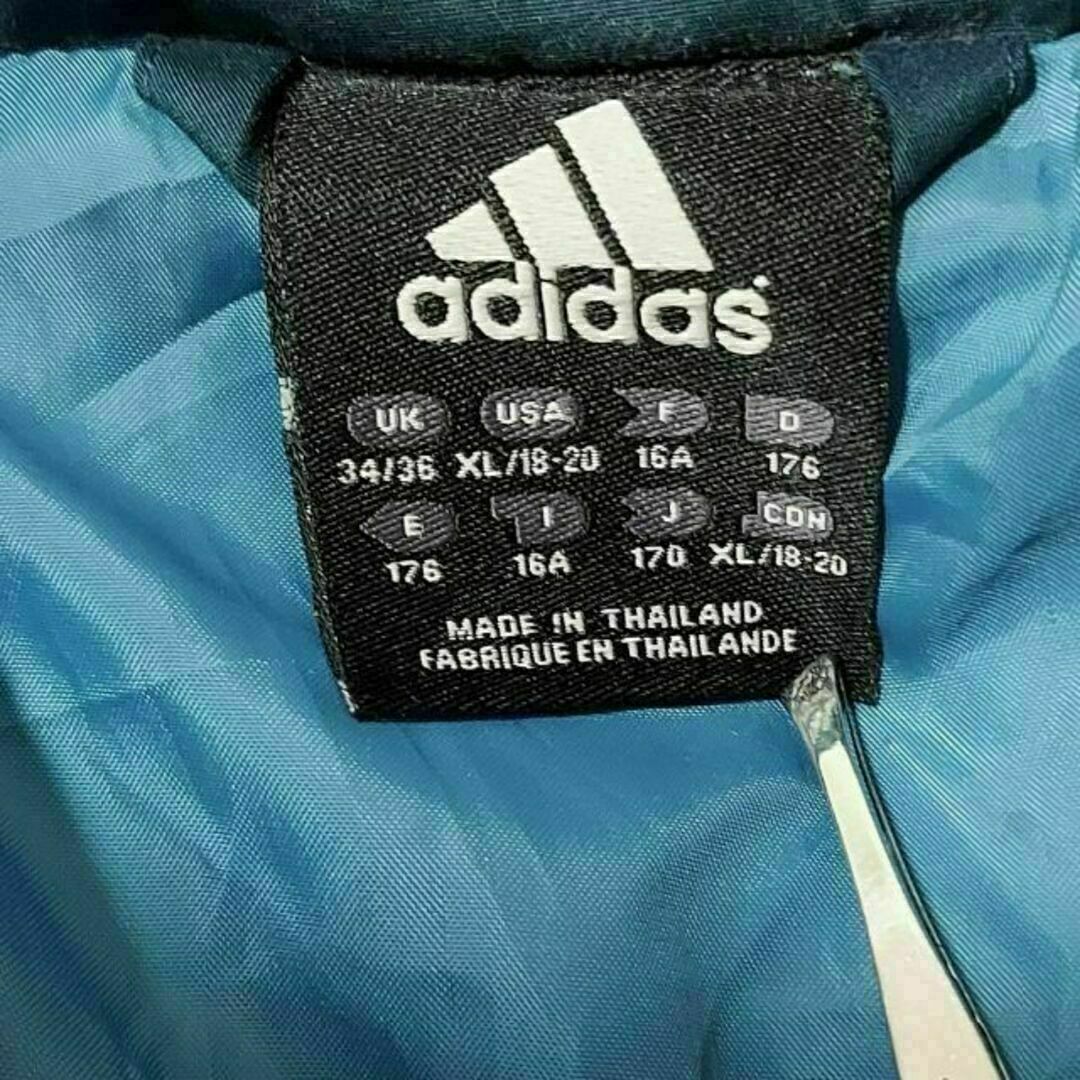 adidas
UK USA F D
34/36 XL/18-20 16A 176
E I J CDN
176 16A 170 XL/18-20
MADE IN THAILAND
FABRIQUE EN THAILANDE